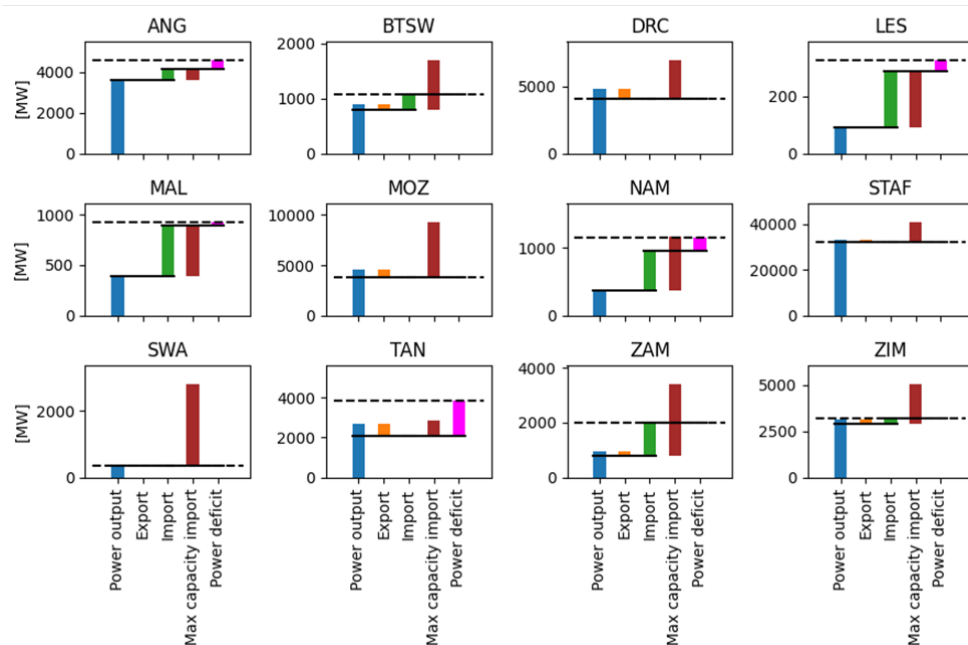 ANG
BTSW
DRC
LES
[MW]
4000
2000
0
2000
1000
0
5000
0
200
0
MAL
MOZ
NAM
STAF
[MW]
1000
500
0
10000
5000
0
1000
0
40000
20000
0
SWA
TAN
ZAM
ZIM
[MW]
2000
0
4000
2000
0
4000
2000
0
5000
2500
0
Power output
Export
Import
Max capacity import
Power deficit
Power output
Export
Import
Max capacity import
Power deficit
Power output
Export
Import
Max capacity import
Power deficit
Power output
Export
Import
Max capacity import
Power deficit